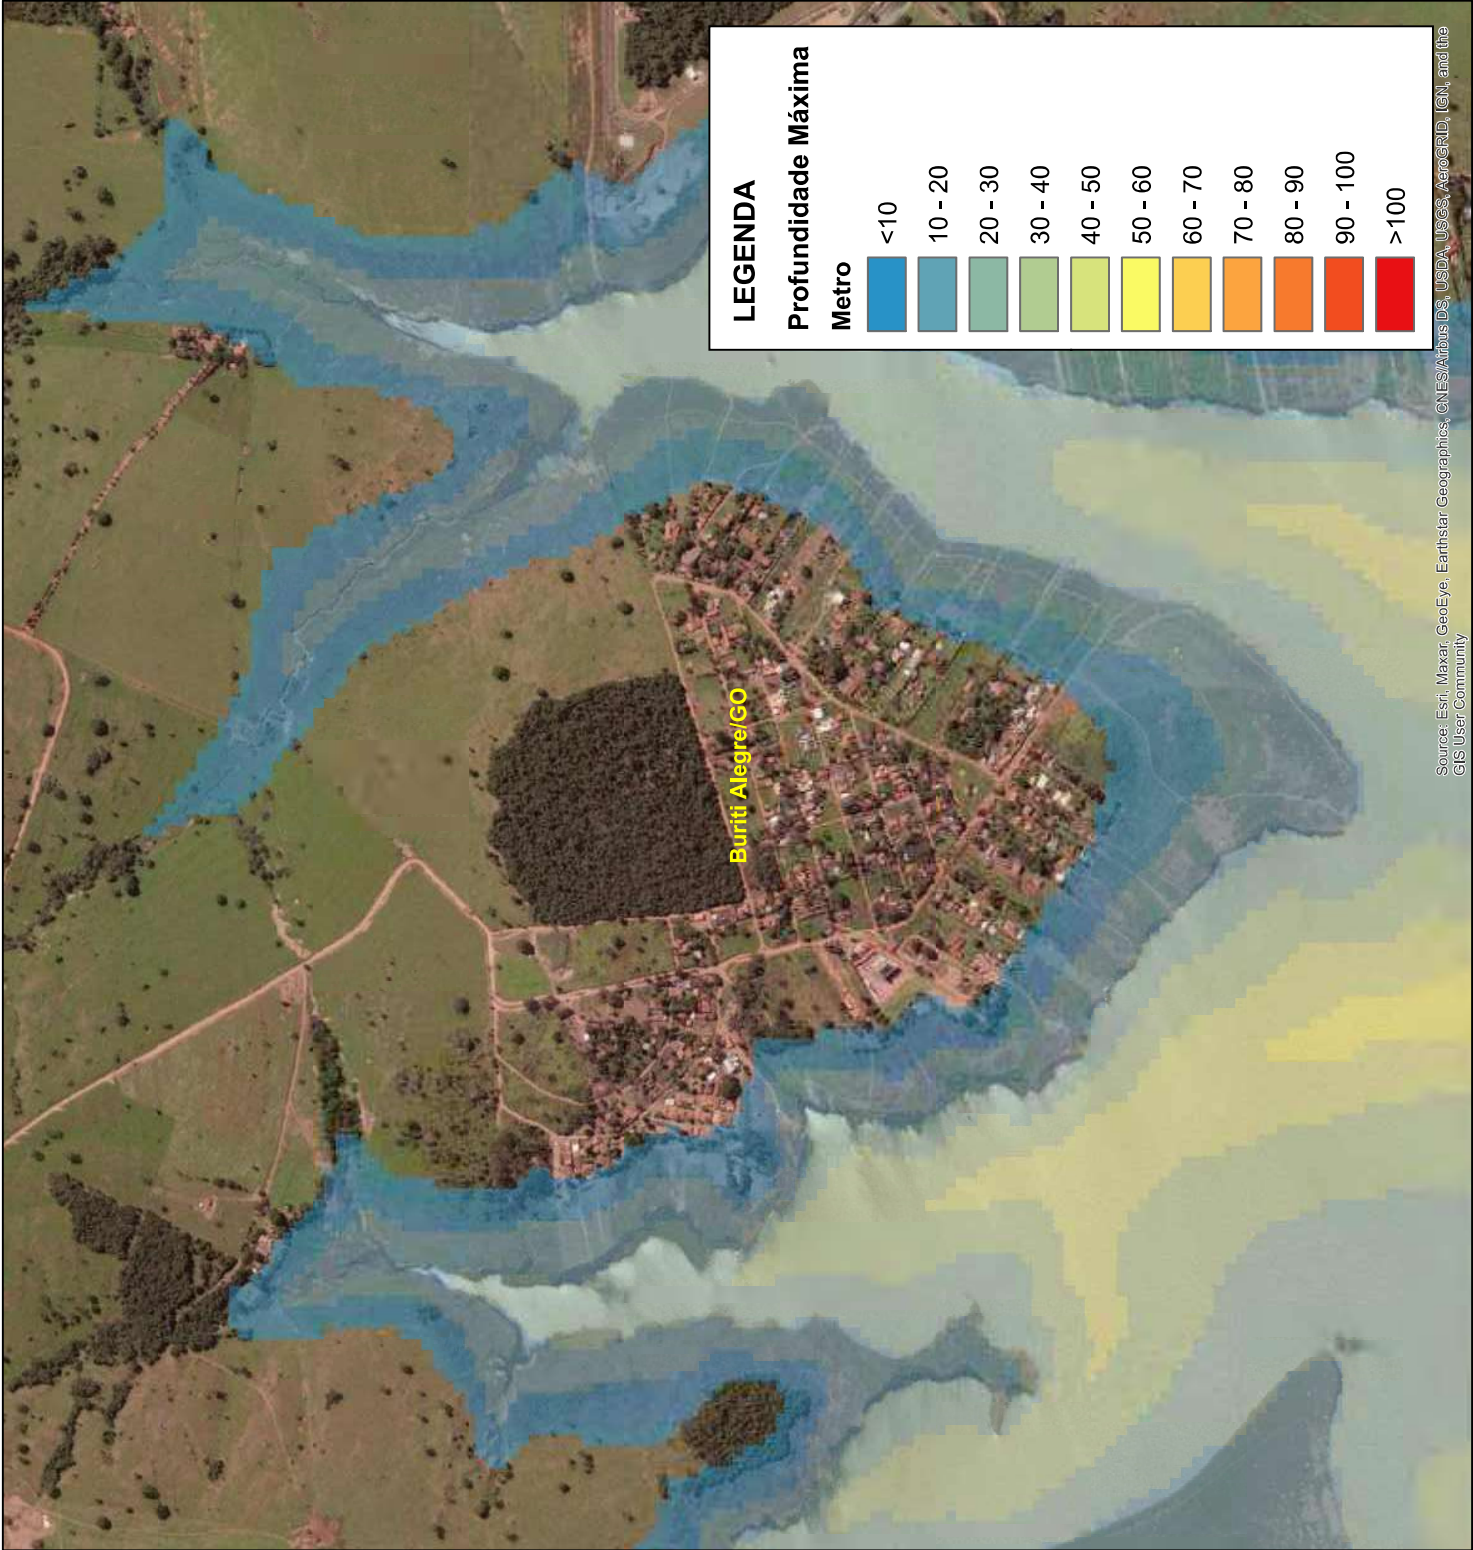 Buriti Alegre/GO
LEGENDA
Profundidade Máxima
Metro
<10
10 - 20
20 - 30
30 - 40
40 - 50
50 - 60
60 - 70
70 - 80
80 - 90
90 - 100
>100
Source: Esri, Maxar, GeoEye, Earthstar Geographics, CNES/Airbus DS, USDA, USGS, AeroGRID, IGN, and the
GIS User Community